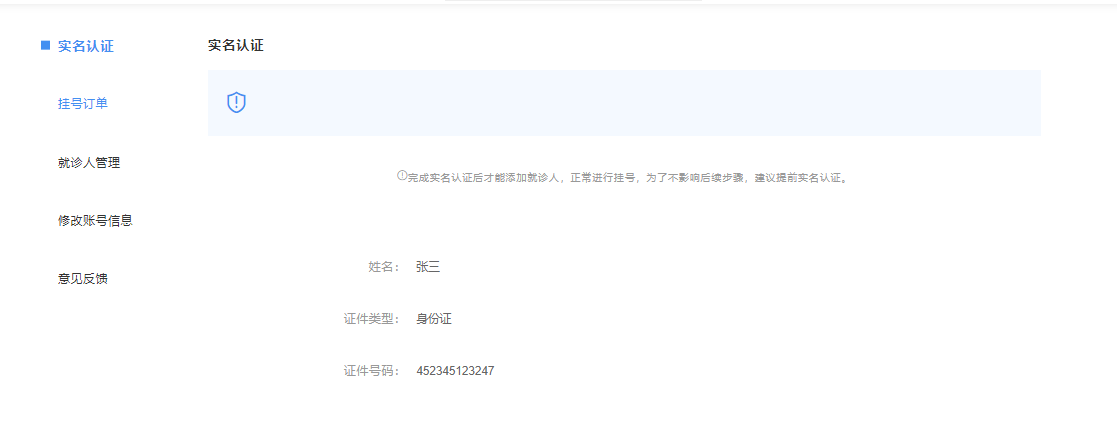 实名认证
挂号订单
就诊人管理
修改账号信息
意见反馈
实名认证
完成实名认证后才能添加就诊人，正常进行挂号，为了不影响后续步骤，建议提前实名认证。
姓名： 张三
证件类型： 身份证
证件号码： 452345123247